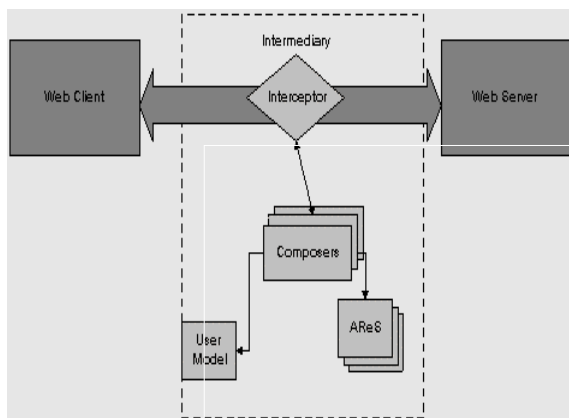 Intermediary
Web Client
Interceptor
Web Server
Composers
User
Model
AReS